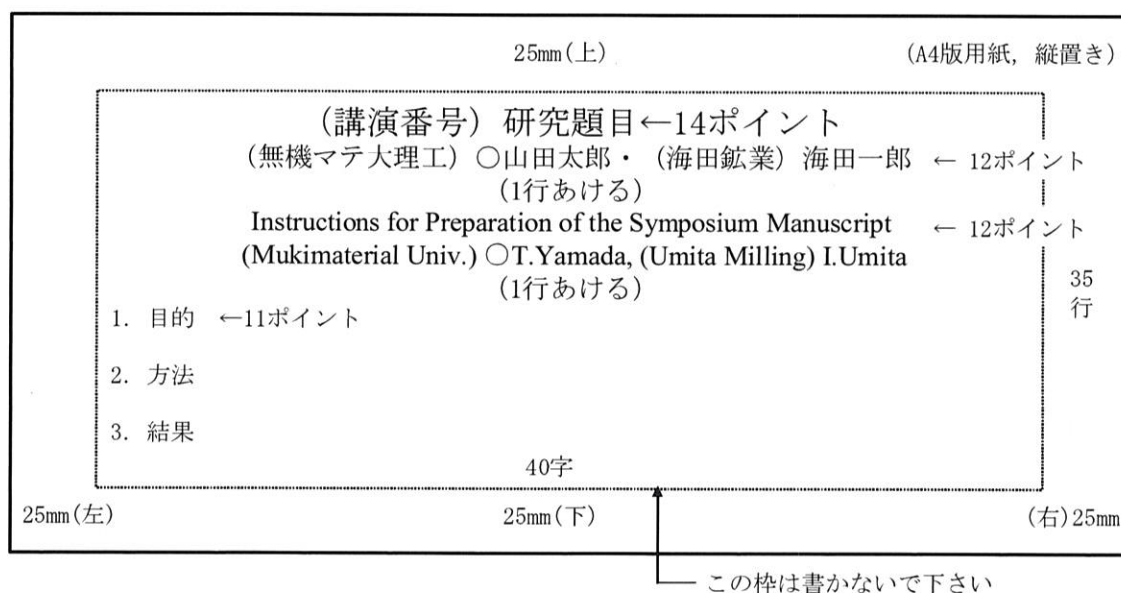 25mm(上)
(A4版用紙, 縦置き)
(講演番号) 研究題目←14ポイント
(無機マテ大理工) ○山田太郎・ (海田鉱業) 海田一郎 ← 12ポイント
(1行あける)
Instructions for Preparation of the Symposium Manuscript ← 12ポイント
(Mukimaterial Univ.) ○T.Yamada, (Umita Milling) I.Umita
(1行あける)
35
行
1. 目的 ←11ポイント
2. 方法
3. 結果
40字
25mm(左)
25mm(下)
(右)25mm
この枠は書かないで下さい